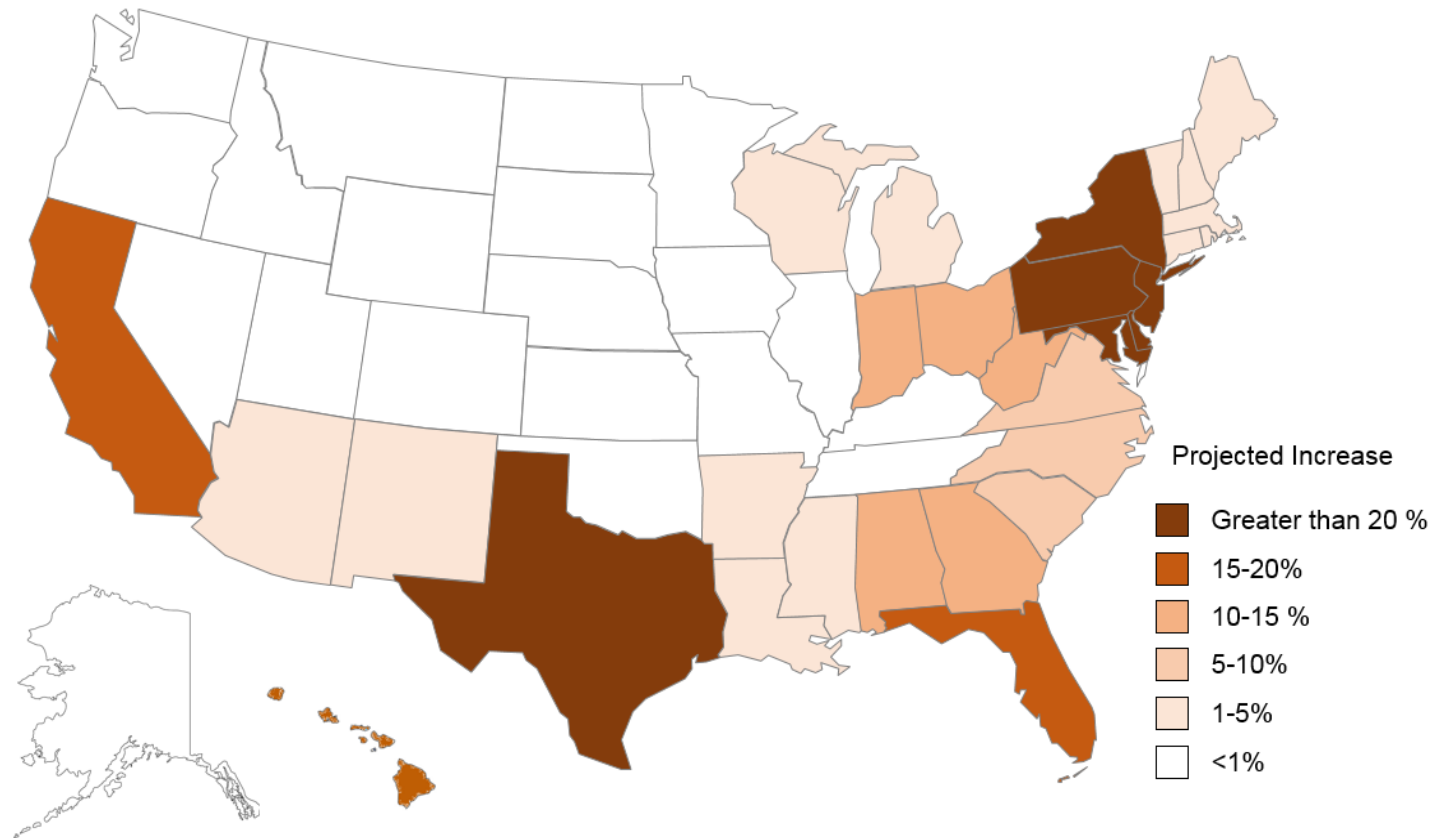 Projected Increase
Greater than 20 %
15-20%
10-15 %
5-10%
1-5%
<1%